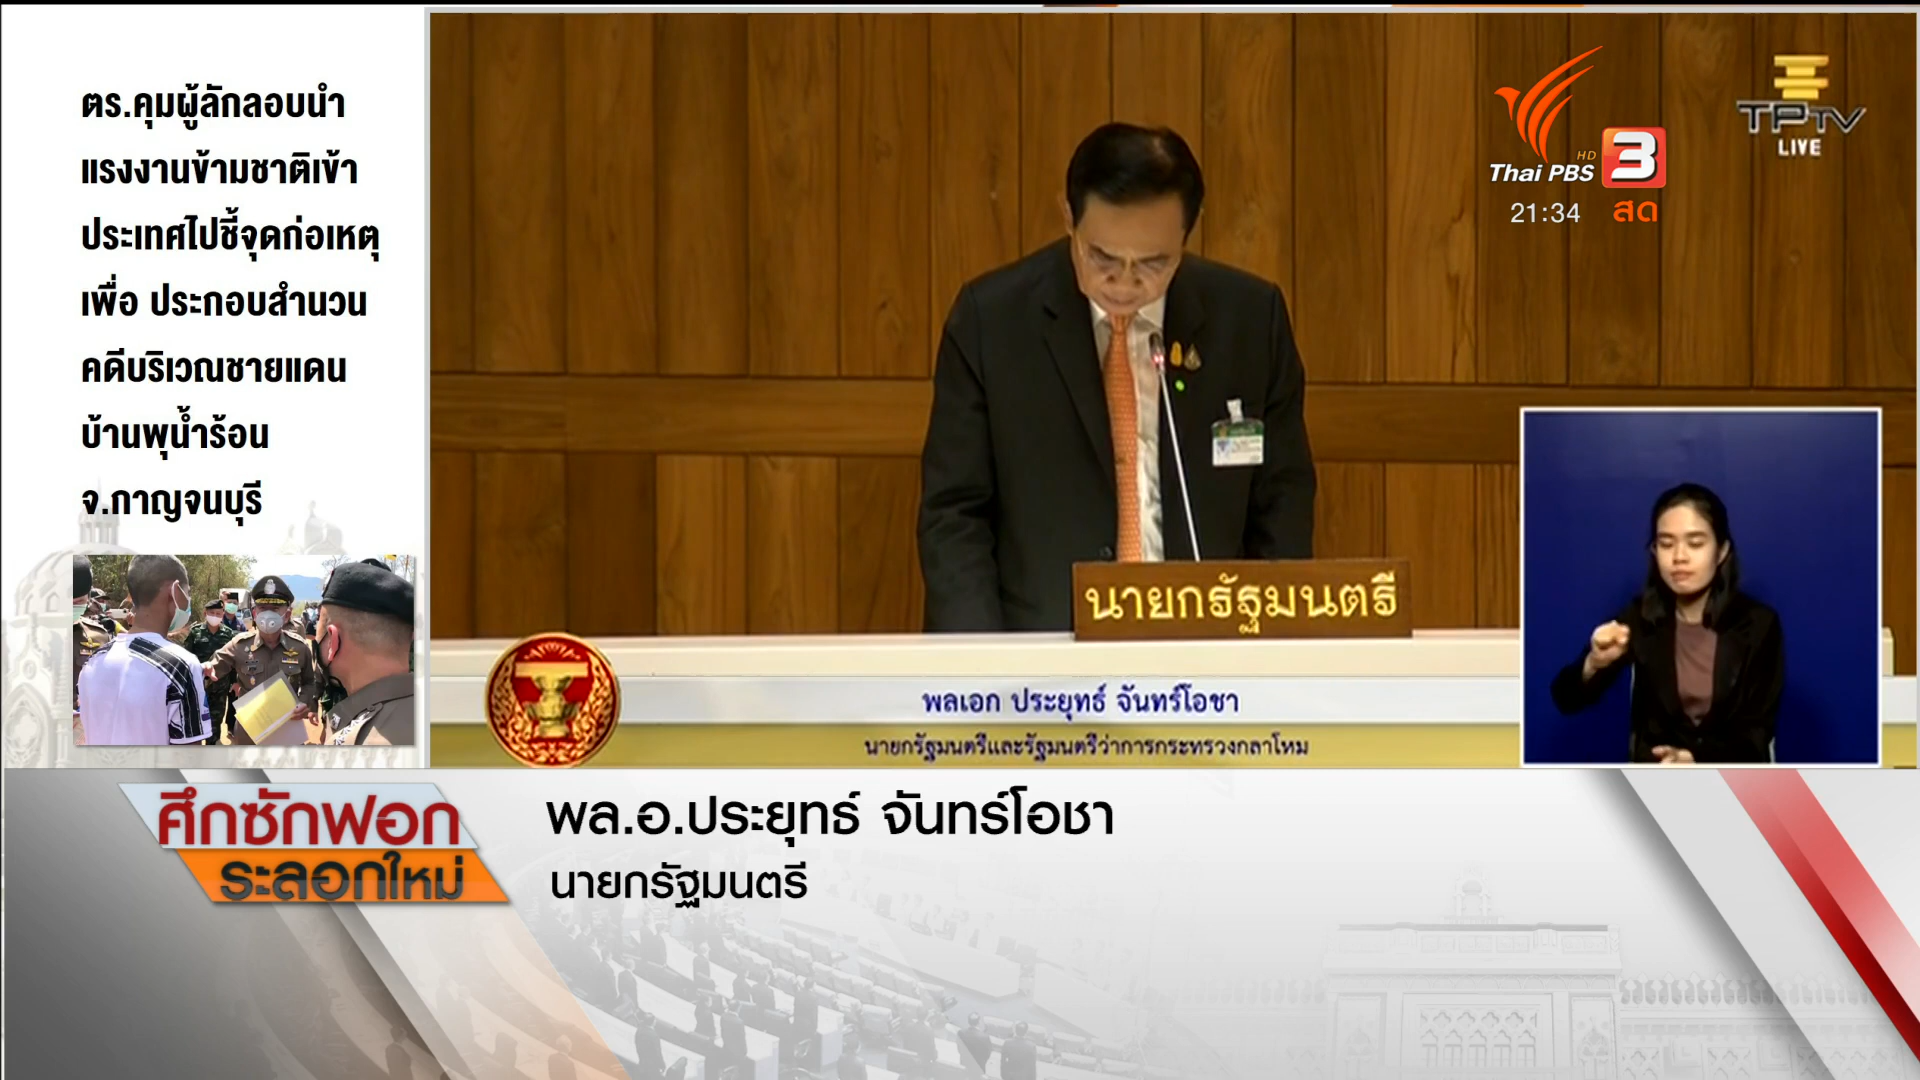 ตร.คุมผู้ลักลอบนำ
แรงงานข้ามชาติเข้า
ประเทศไปชี้จุดก่อเหตุ
เพื่อ ประกอบสำนวน
คดีบริเวณชายแดน
บ้านพุน้ำร้อน
จ.กาญจนบุรี
Thai PBS HD 3
21:34 สด
TPTV
LIVE
นายกรัฐมนตรี
พลเอก ประยุทธ์ จันทร์โอชา
นายกรัฐมนตรีและรัฐมนตรีว่าการกระทรวงกลาโหม
ศึกซักฟอก
ระลอกใหม่
พล.อ.ประยุทธ์ จันทร์โอชา
นายกรัฐมนตรี